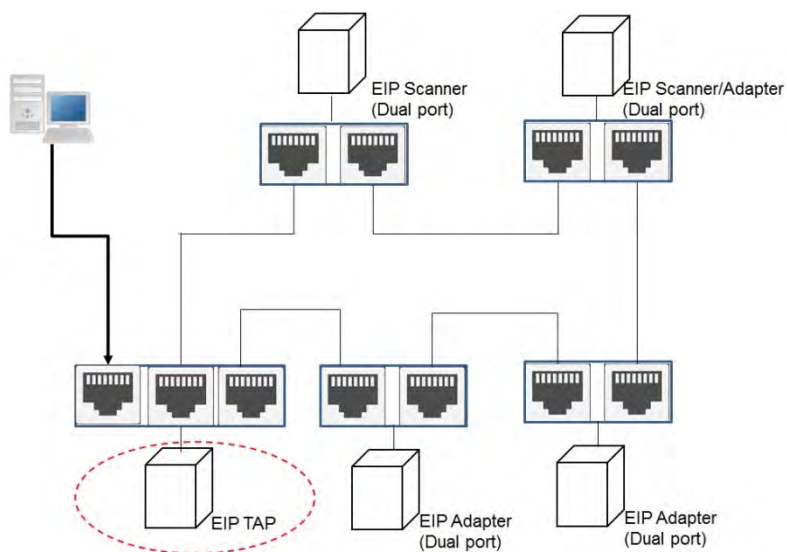 EIP Scanner
(Dual port)
EIP Scanner/Adapter
(Dual port)
EIP TAP
EIP Adapter
(Dual port)
EIP Adapter
(Dual port)